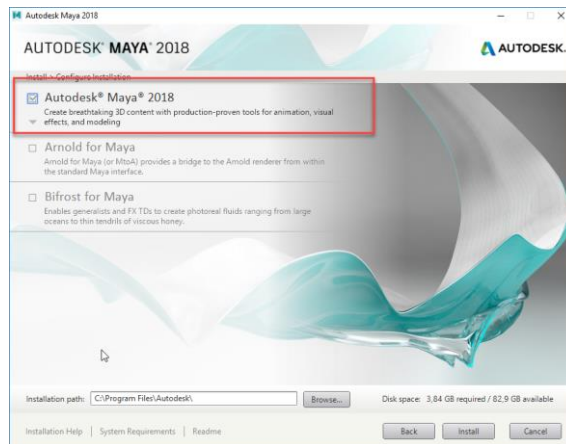 Autodesk Maya 2018
AUTODESK® MAYA® 2018
AUTODESK.
Install > Configure Installation
Autodesk® Maya® 2018
Create breathtaking 3D content with production-proven tools for animation, visual
effects, and modeling
Arnold for Maya
Arnold for Maya (or MtoA) provides a bridge to the Arnold renderer from within
the standard Maya interface.
Bifrost for Maya
Enables generalists and FX TDs to create photoreal fluids ranging from large
oceans to thin tendrils of viscous honey.
Installation path: C:\Program Files\Autodesk\ Browse... Disk space: 3,84 GB required / 82,9 GB available
Installation Help | System Requirements | Readme Back Install Cancel